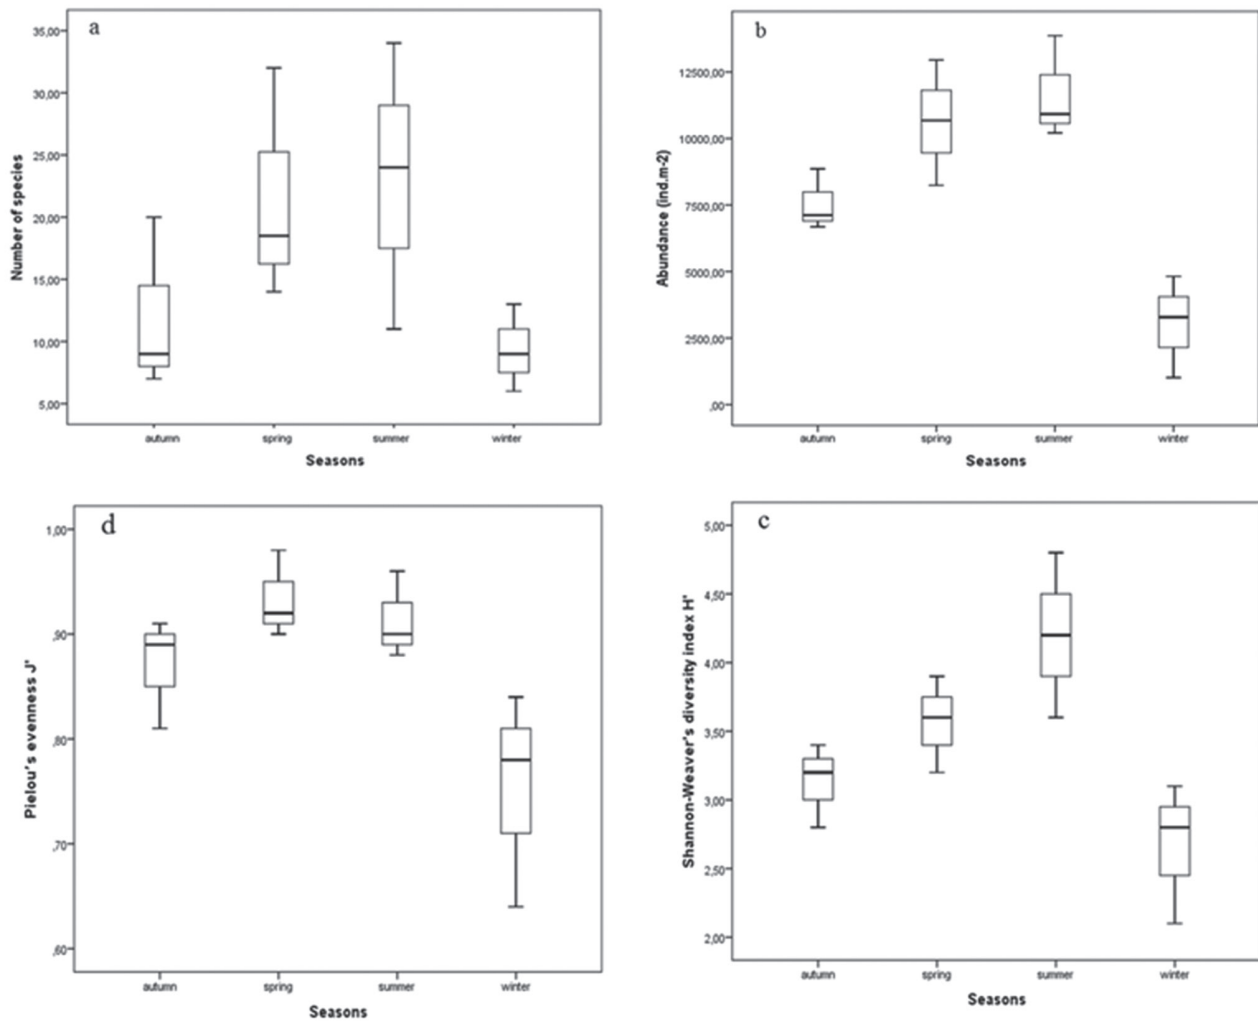 a
Number of species
35,00
30,00
25,00
20,00
15,00
10,00
5,00
autumn spring summer winter
Seasons
b
Abundance (ind.m-2)
12500,00
10000,00
7500,00
5000,00
2500,00
,00
autumn spring summer winter
Seasons
d
Pielou's evenness J'
1,00
,90
,80
,70
,60
autumn spring summer winter
Seasons
c
Shannon-Weaver's diversity index H'
5,00
4,50
4,00
3,50
3,00
2,50
2,00
autumn spring summer winter
Seasons